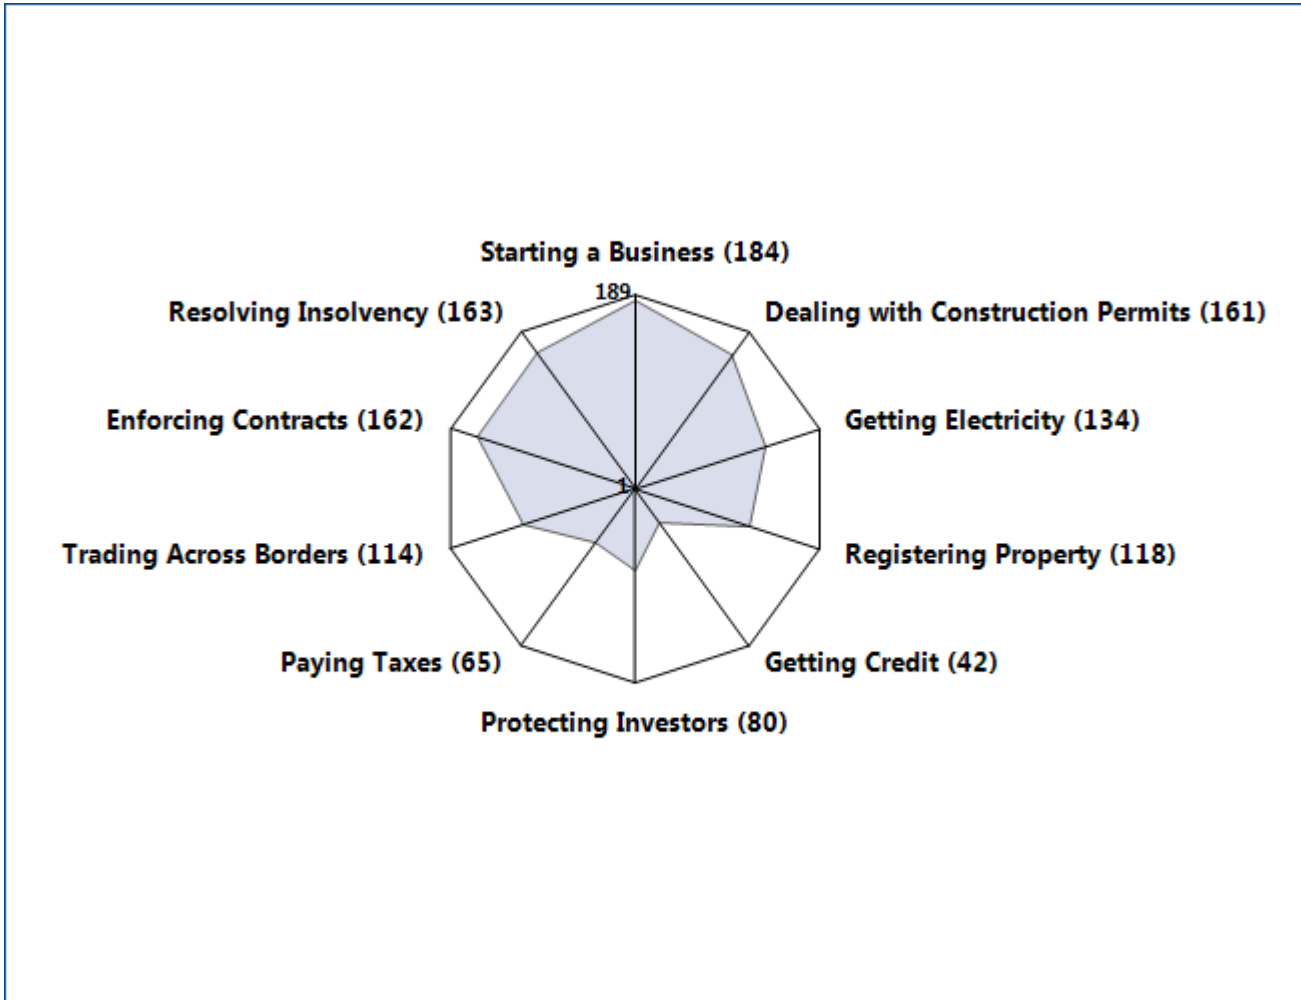 Starting a Business (184)
189
Resolving Insolvency (163)
Dealing with Construction Permits (161)
Enforcing Contracts (162)
Getting Electricity (134)
1
Trading Across Borders (114)
Registering Property (118)
Paying Taxes (65)
Getting Credit (42)
Protecting Investors (80)